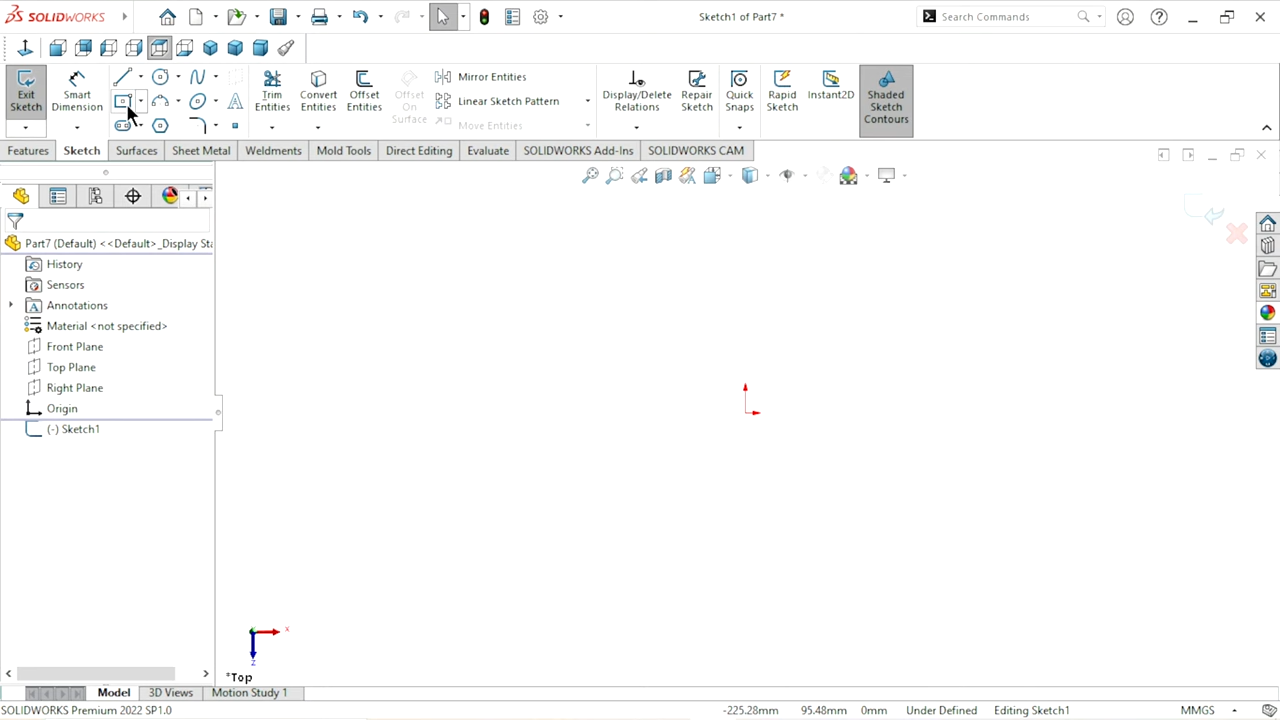 SOLIDWORKS
Sketch1 of Part7 *
Search Commands
Exit Sketch
Smart Dimension
Trim Entities
Convert Entities
Offset Entities
Offset On Surface
Mirror Entities
Linear Sketch Pattern
Move Entities
Display/Delete Relations
Repair Sketch
Quick Snaps
Rapid Sketch
Instant2D
Shaded Sketch Contours
Features Sketch Surfaces Sheet Metal Weldments Mold Tools Direct Editing Evaluate SOLIDWORKS Add-Ins SOLIDWORKS CAM
Part7 (Default) <<Default>_Display Sta
History
Sensors
Annotations
Material <not specified>
Front Plane
Top Plane
Right Plane
Origin
(-) Sketch1
X
Z
*Top
Model 3D Views Motion Study 1
SOLIDWORKS Premium 2022 SP1.0 -225.28mm 95.48mm 0mm Under Defined Editing Sketch1 MMGS